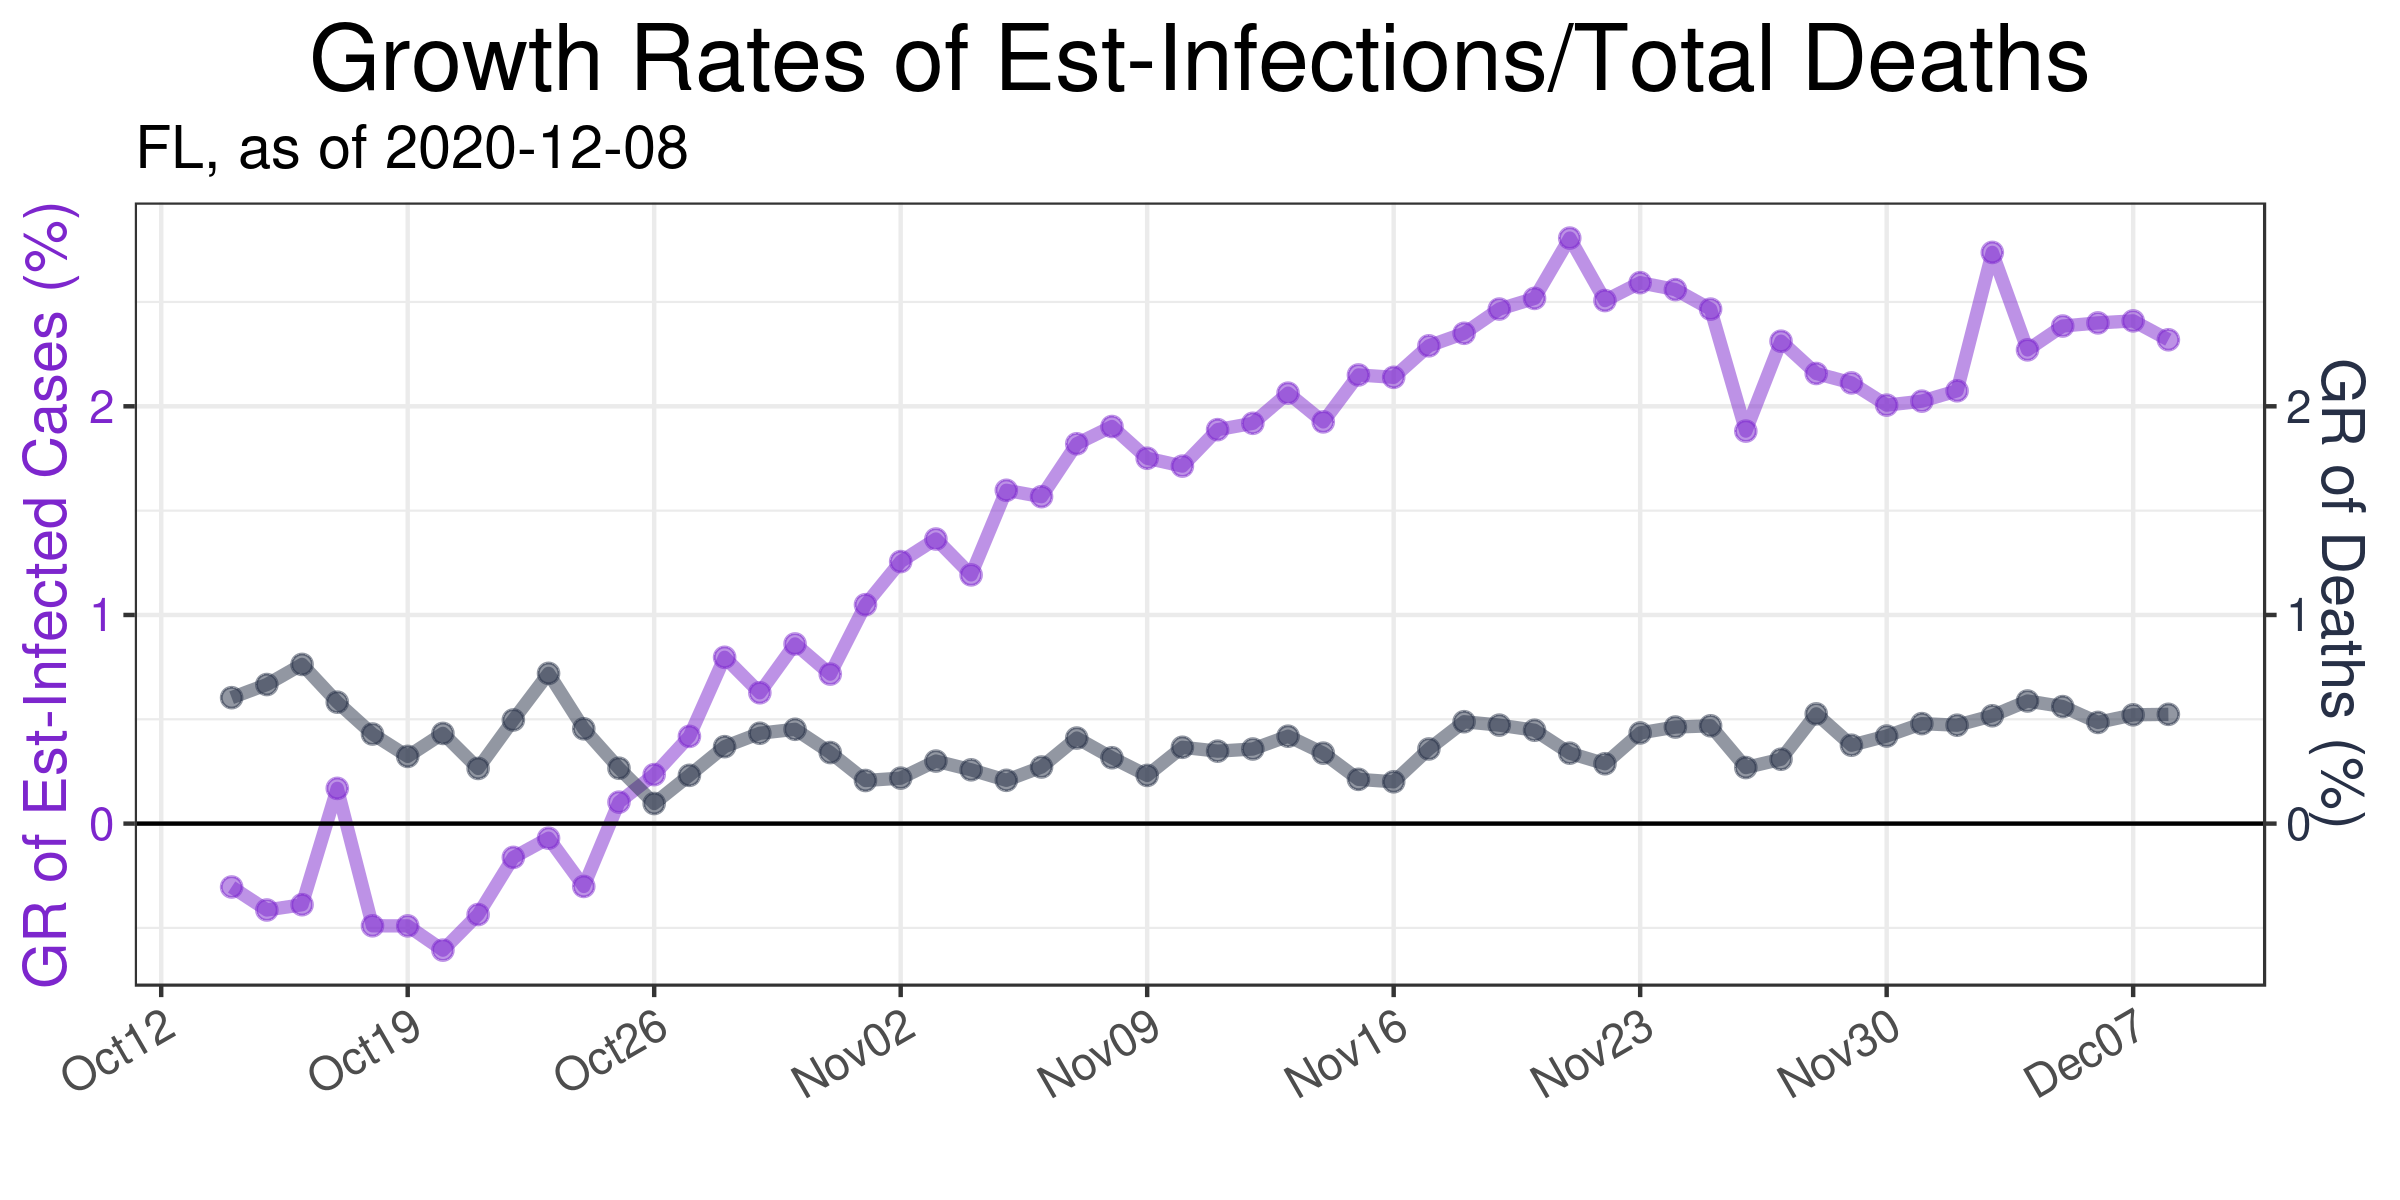 Growth Rates of Est-Infections/Total Deaths
FL, as of 2020-12-08
GR of Est-Infected Cases (%)
2
1
0
2
1
0
GR of Deaths (%)
Oct12
Oct19
Oct26
Nov02
Nov09
Nov16
Nov23
Nov30
Dec07